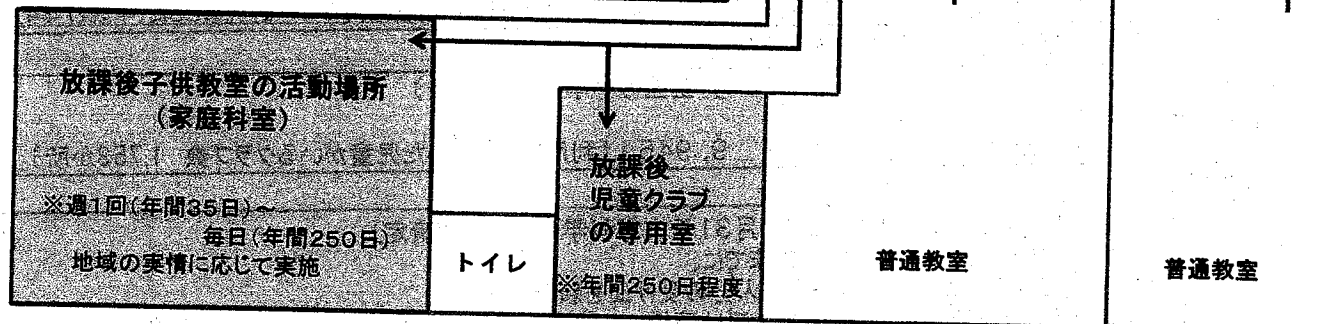 放課後子供教室の活動場所
(家庭科室)
※週1回(年間35日)~
毎日(年間250日)
地域の実情に応じて実施
トイレ
放課後
児童クラブ
の専用室
※年間250日程度
普通教室
普通教室